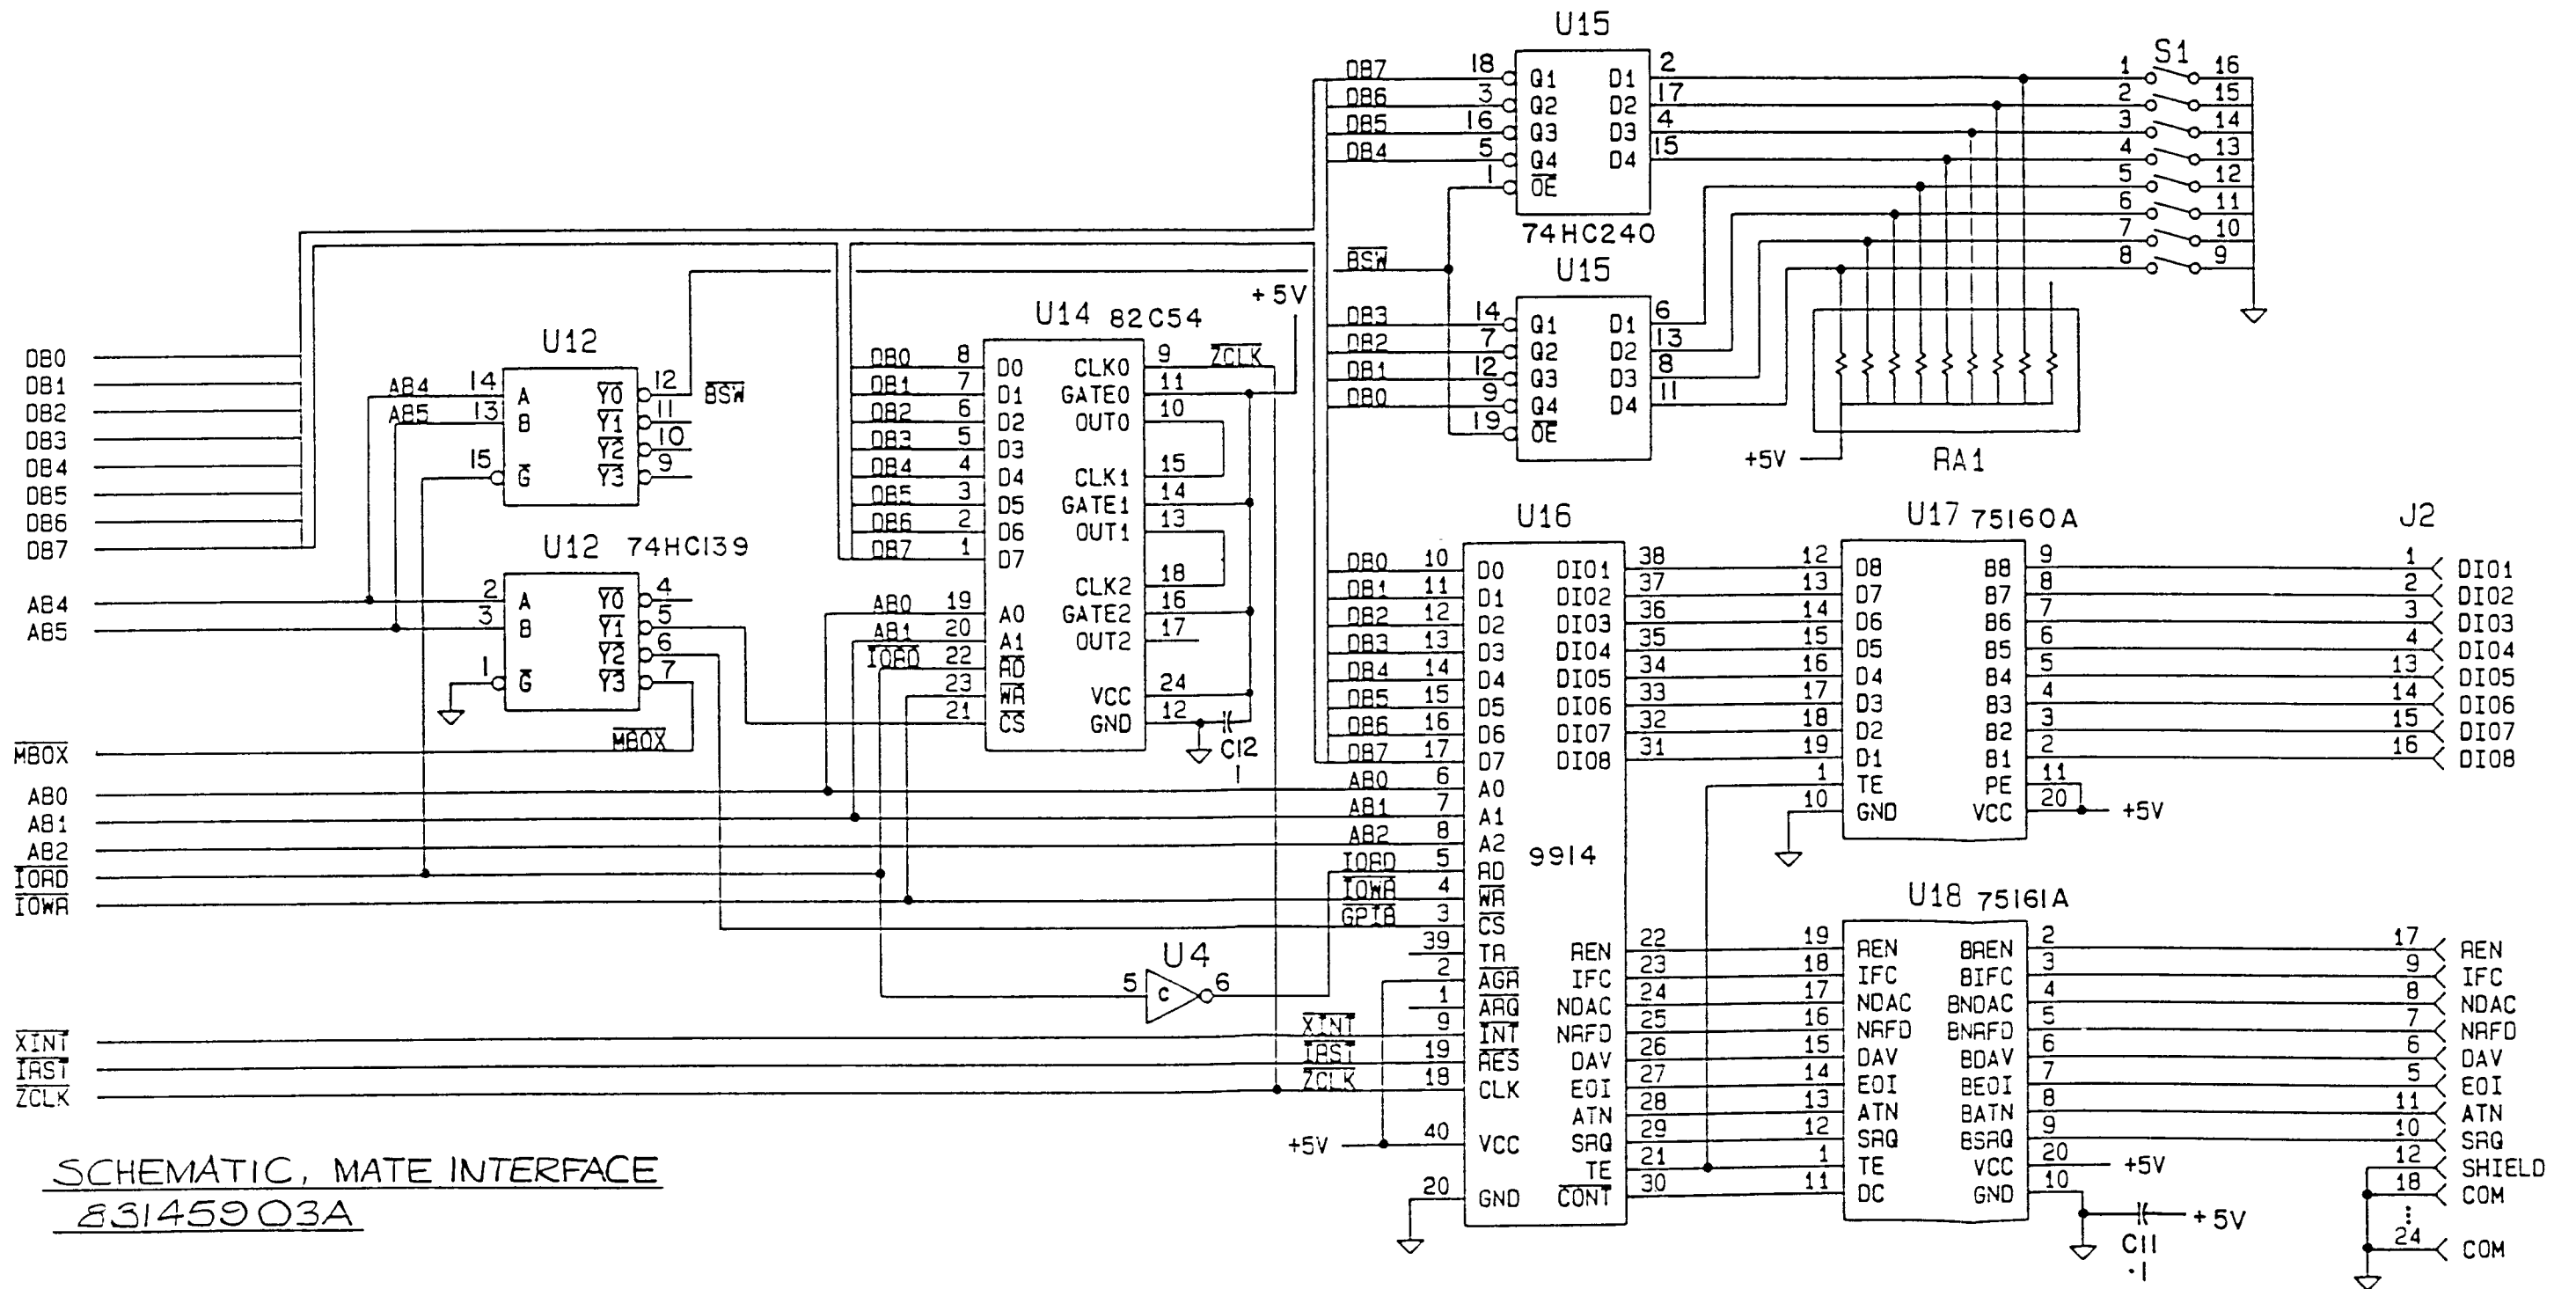 U15
DB7 18 Q1 D1 2
DB6 3 Q2 D2 17
DB5 16 Q3 D3 4
DB4 5 Q4 D4 15
1 OE
74HC240
S1
1 16
2 15
3 14
4 13
5 12
6 11
7 10
8 9
BSW
U15
DB3 14 Q1 D1 6
DB2 7 Q2 D2 13
DB1 12 Q3 D3 8
DB0 9 Q4 D4 11
19 OE
+5V
RA1
DB0
DB1
DB2
DB3
DB4
DB5
DB6
DB7
AB4
AB5
MBOX
AB0
AB1
AB2
IORD
IOWR
XINT
IRST
ZCLK
U12
AB4 14 A Y0 12 BSW
AB5 13 B Y1 11
Y2 10
15 G Y3 9
U12 74HC139
2 A Y0 4
3 B Y1 5
Y2 6
1 G Y3 7
MBOX
U14 82C54
+5V
DB0 8 D0 CLK0 9 ZCLK
DB1 7 D1 GATE0 11
DB2 6 D2 OUT0 10
DB3 5 D3
DB4 4 D4 CLK1 15
DB5 3 D5 GATE1 14
DB6 2 D6 OUT1 13
DB7 1 D7
CLK2 18
AB0 19 A0 GATE2 16
AB1 20 A1 OUT2 17
IORD 22 RD
23 WR VCC 24
21 CS GND 12
C12
.1
U4
5 C 6
U16
9914
DB0 10 D0 DIO1 38
DB1 11 D1 DIO2 37
DB2 12 D2 DIO3 36
DB3 13 D3 DIO4 35
DB4 14 D4 DIO5 34
DB5 15 D5 DIO6 33
DB6 16 D6 DIO7 32
DB7 17 D7 DIO8 31
AB0 6 A0
AB1 7 A1
AB2 8 A2
IORD 5 RD
IOWR 4 WR
GPIB 3 CS
39 TR REN 22
2 AGR IFC 23
1 ARQ NDAC 24
XINT 9 INT NRFD 25
IRST 19 RES DAV 26
ZCLK 18 CLK EOI 27
ATN 28
+5V 40 VCC SRQ 29
TE 21
20 GND CONT 30
U17 75160A
12 D8 B8 9
13 D7 B7 8
14 D6 B6 7
15 D5 B5 6
16 D4 B4 5
17 D3 B3 4
18 D2 B2 3
19 D1 B1 2
1 TE PE 11
10 GND VCC 20 +5V
U18 75161A
19 REN BREN 2
18 IFC BIFC 3
17 NDAC BNDAC 4
16 NRFD BNRFD 5
15 DAV BDAV 6
14 EOI BEOI 7
13 ATN BATN 8
12 SRQ BSRQ 9
1 TE VCC 20 +5V
11 DC GND 10
+5V
C11
.1
J2
1 DIO1
2 DIO2
3 DIO3
4 DIO4
13 DIO5
14 DIO6
15 DIO7
16 DIO8
17 REN
9 IFC
8 NDAC
7 NRFD
6 DAV
5 EOI
11 ATN
10 SRQ
12 SHIELD
18 COM
24 COM
SCHEMATIC, MATE INTERFACE
83145903A